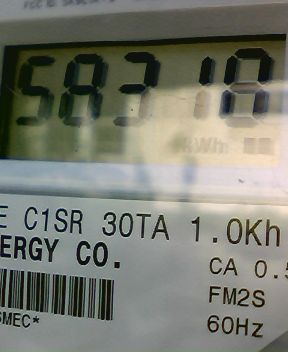 58318
kWh
E C1SR 30TA 1.0Kh
ERGY CO.
CA 0.5
FM2S
60Hz
SMEC*